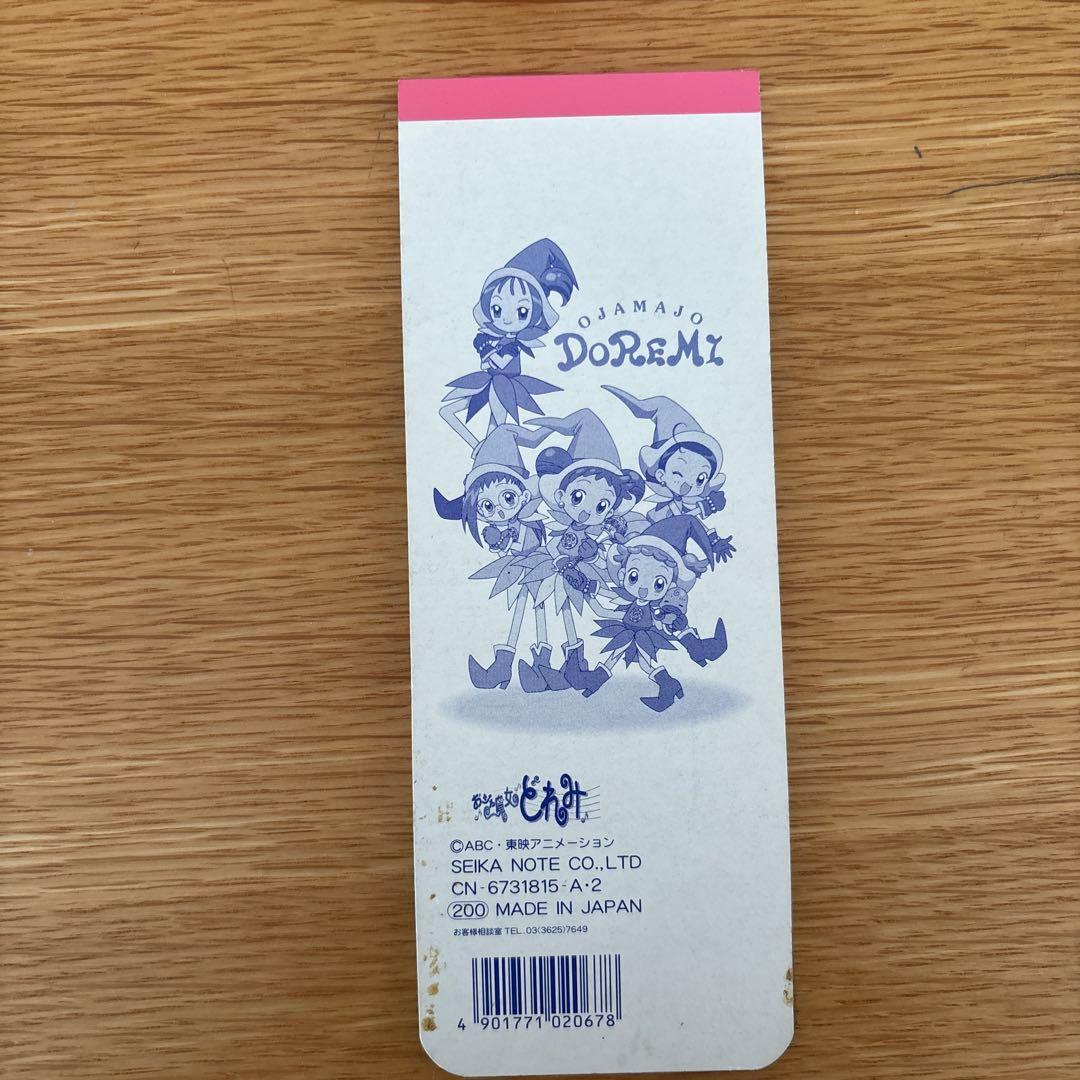 OJAMAJO
DOREMI
おジャ魔女どれみ
©ABC・東映アニメーション
SEIKA NOTE CO.,LTD
CN-6731815-A・2
200 MADE IN JAPAN
お客様相談室 TEL.03(3625)7649
4 901771 020678